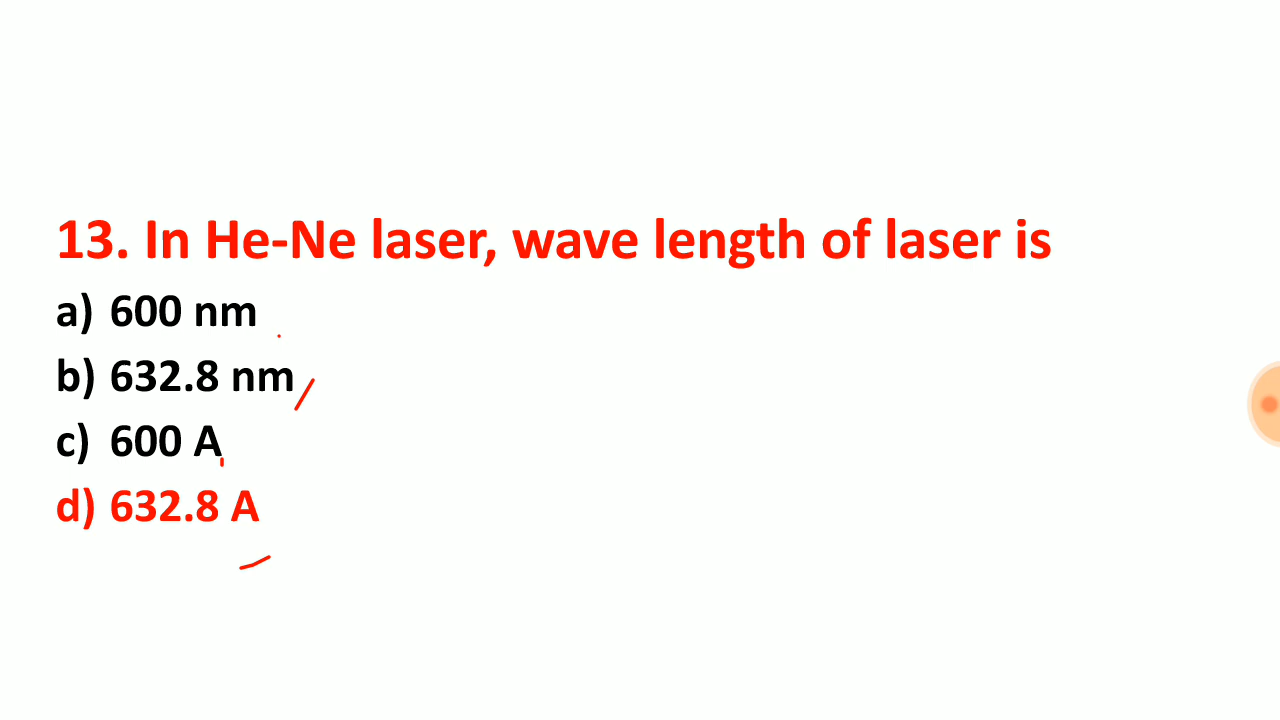 13. In He-Ne laser, wave length of laser is
a) 600 nm
b) 632.8 nm
c) 600 A
d) 632.8 A